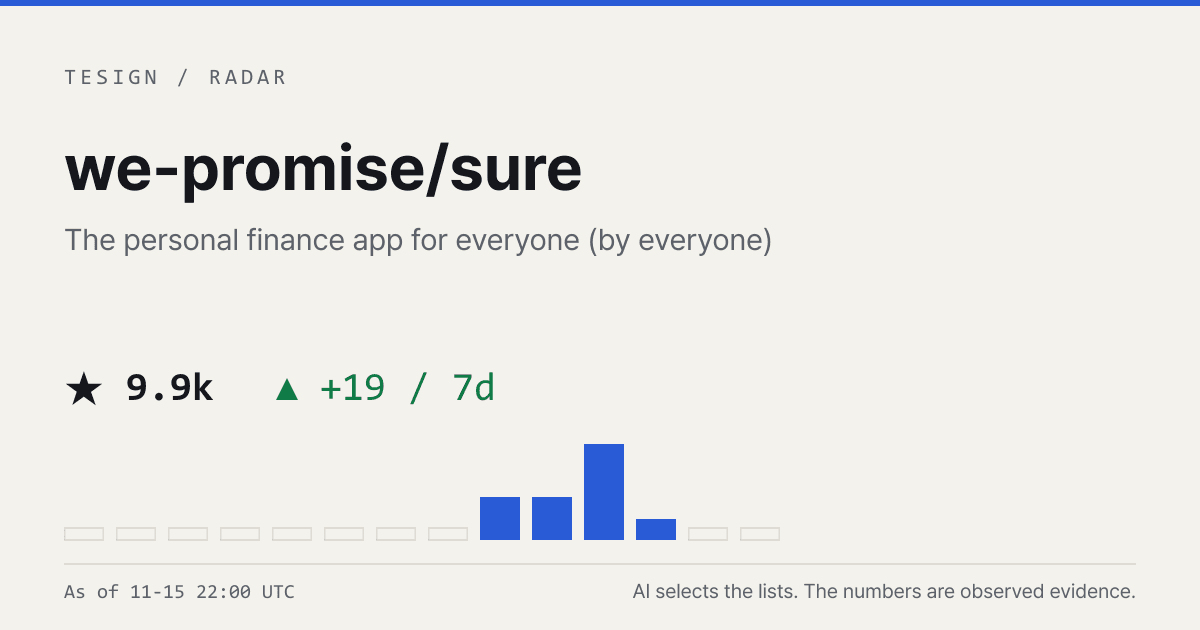 TESIGN / RADAR
we-promise/sure
The personal finance app for everyone (by everyone)
★ 9.9k ▲ +19 / 7d
As of 11-15 22:00 UTC
AI selects the lists. The numbers are observed evidence.